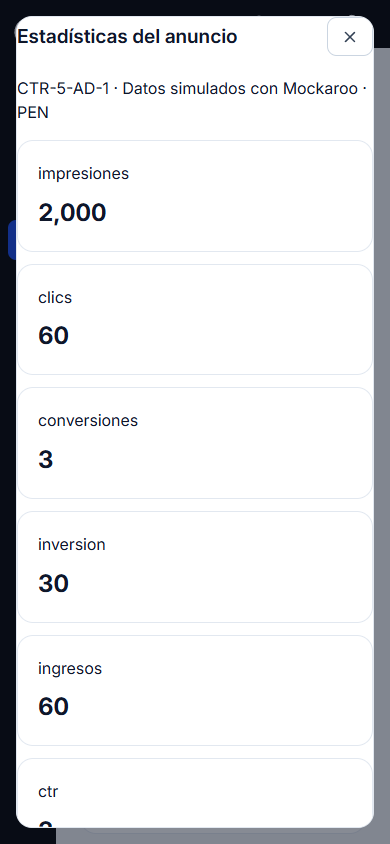 Estadísticas del anuncio
CTR-5-AD-1 · Datos simulados con Mockaroo ·
PEN
impresiones
2,000
clics
60
conversiones
3
inversion
30
ingresos
60
ctr